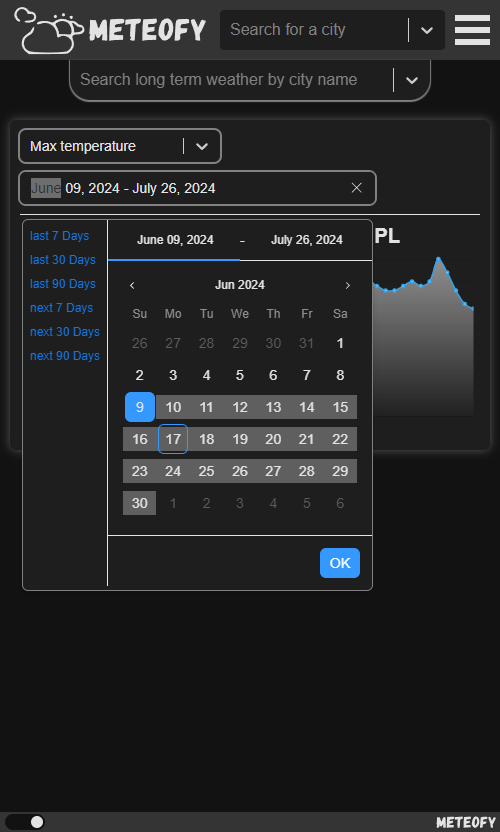 METEOFY
Search for a city
Search long term weather by city name
Max temperature
June 09, 2024 - July 26, 2024
PL
last 7 Days
last 30 Days
last 90 Days
next 7 Days
next 30 Days
next 90 Days
June 09, 2024 - July 26, 2024
‹ Jun 2024 ›
Su Mo Tu We Th Fr Sa
26 27 28 29 30 31 1
2 3 4 5 6 7 8
9 10 11 12 13 14 15
16 17 18 19 20 21 22
23 24 25 26 27 28 29
30 1 2 3 4 5 6
OK
METEOFY